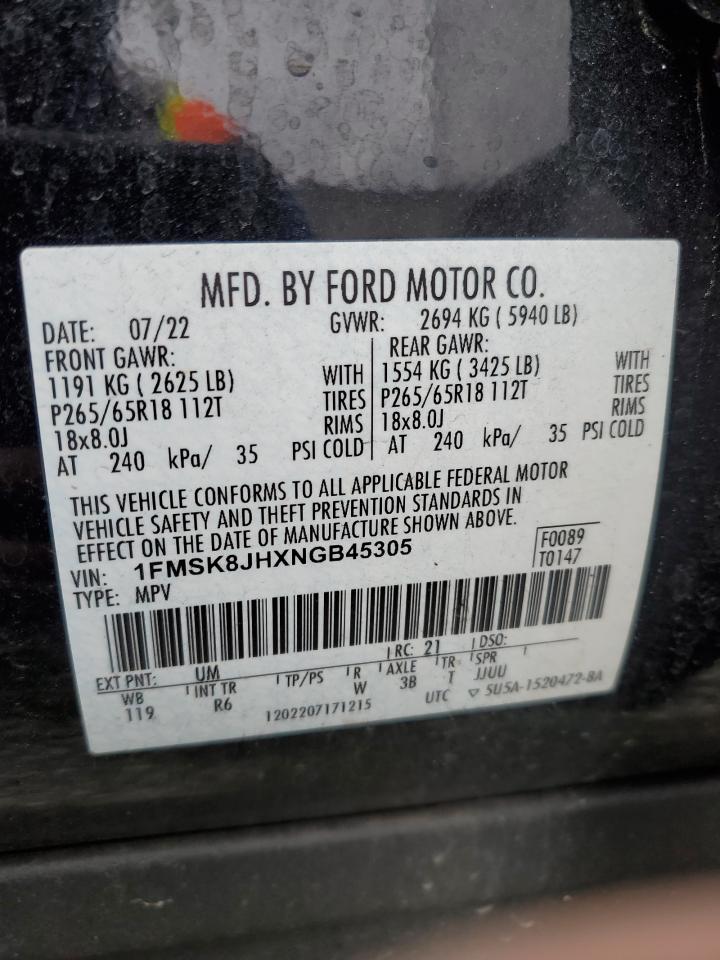 MFD. BY FORD MOTOR CO.
DATE: 07/22 GVWR: 2694 KG ( 5940 LB)
FRONT GAWR: REAR GAWR:
1191 KG ( 2625 LB) WITH 1554 KG ( 3425 LB) WITH
P265/65R18 112T TIRES P265/65R18 112T TIRES
18x8.0J RIMS 18x8.0J RIMS
AT 240 kPa/ 35 PSI COLD AT 240 kPa/ 35 PSI COLD
THIS VEHICLE CONFORMS TO ALL APPLICABLE FEDERAL MOTOR
VEHICLE SAFETY AND THEFT PREVENTION STANDARDS IN
EFFECT ON THE DATE OF MANUFACTURE SHOWN ABOVE.
VIN: 1FMSK8JHXNGB45305 F0089
TYPE: MPV T0147
EXT PNT: UM RC: 21 DSO:
WB INT TR TP/PS R AXLE TR SPR
119 R6 W 3B T JJUU
1202207171215 UTC ▽ 5U5A-1520472-8A